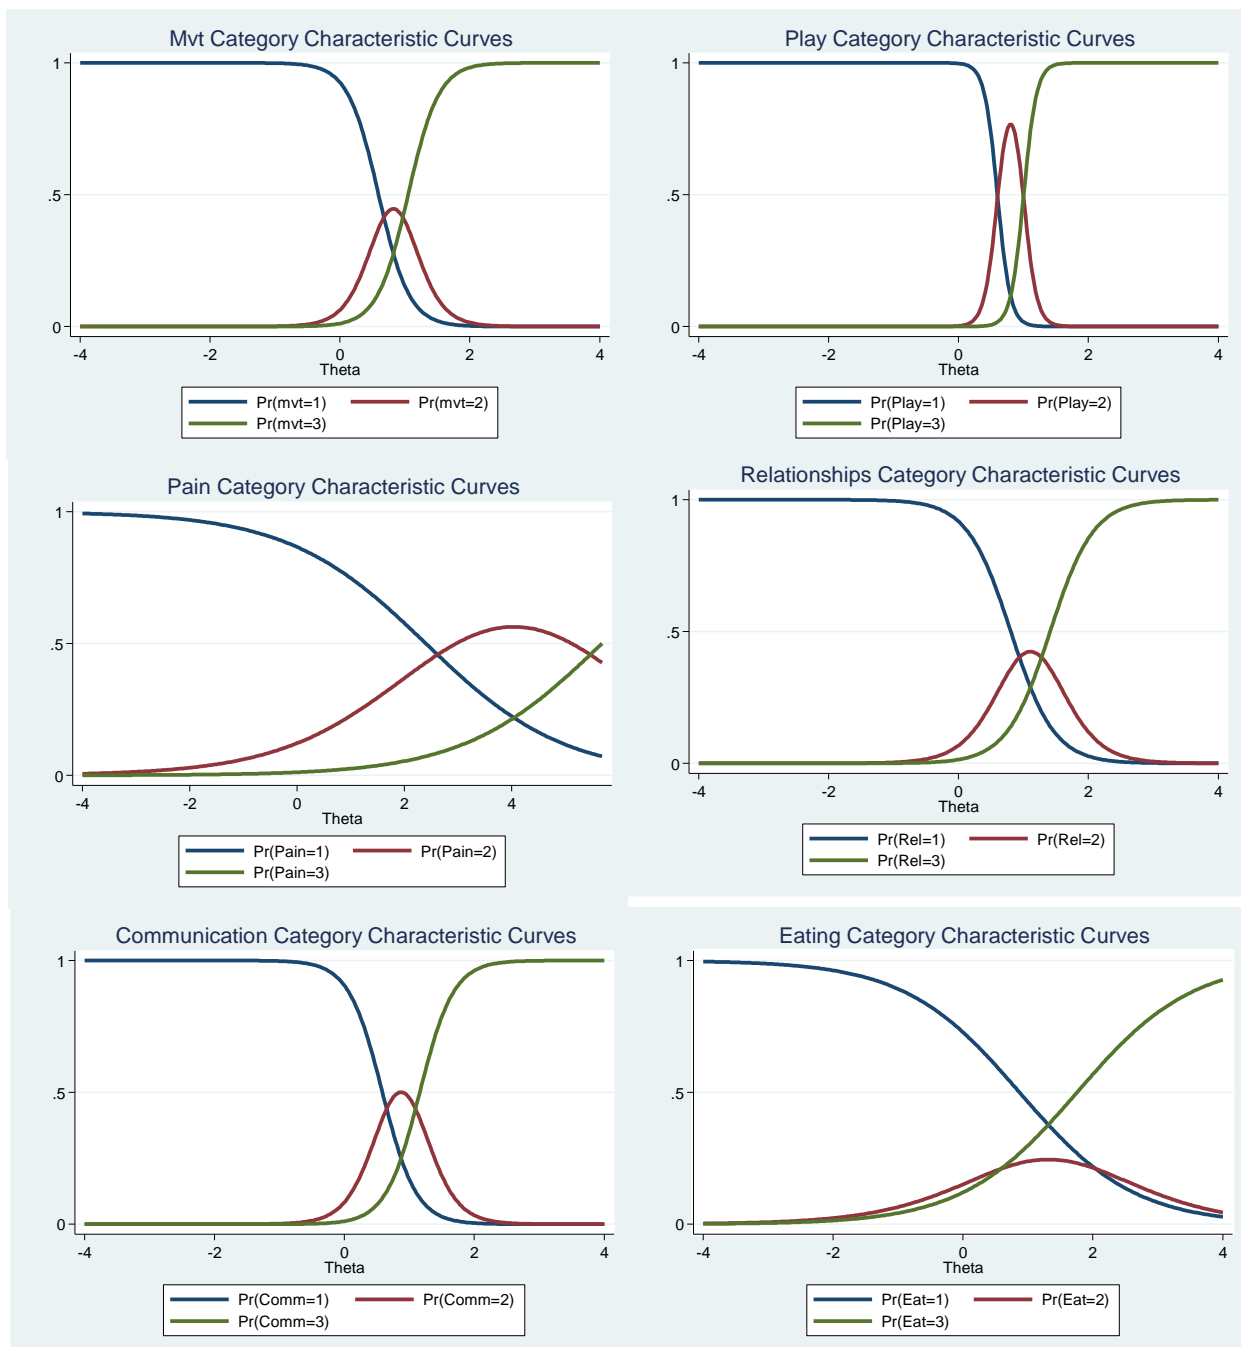 Mvt Category Characteristic Curves
1
.5
0
-4 -2 0 2 4
Theta
Pr(mvt=1) Pr(mvt=2)
Pr(mvt=3)
Play Category Characteristic Curves
1
.5
0
-4 -2 0 2 4
Theta
Pr(Play=1) Pr(Play=2)
Pr(Play=3)
Pain Category Characteristic Curves
1
.5
0
-4 -2 0 2 4
Theta
Pr(Pain=1) Pr(Pain=2)
Pr(Pain=3)
Relationships Category Characteristic Curves
1
.5
0
-4 -2 0 2 4
Theta
Pr(Rel=1) Pr(Rel=2)
Pr(Rel=3)
Communication Category Characteristic Curves
1
.5
0
-4 -2 0 2 4
Theta
Pr(Comm=1) Pr(Comm=2)
Pr(Comm=3)
Eating Category Characteristic Curves
1
.5
0
-4 -2 0 2 4
Theta
Pr(Eat=1) Pr(Eat=2)
Pr(Eat=3)